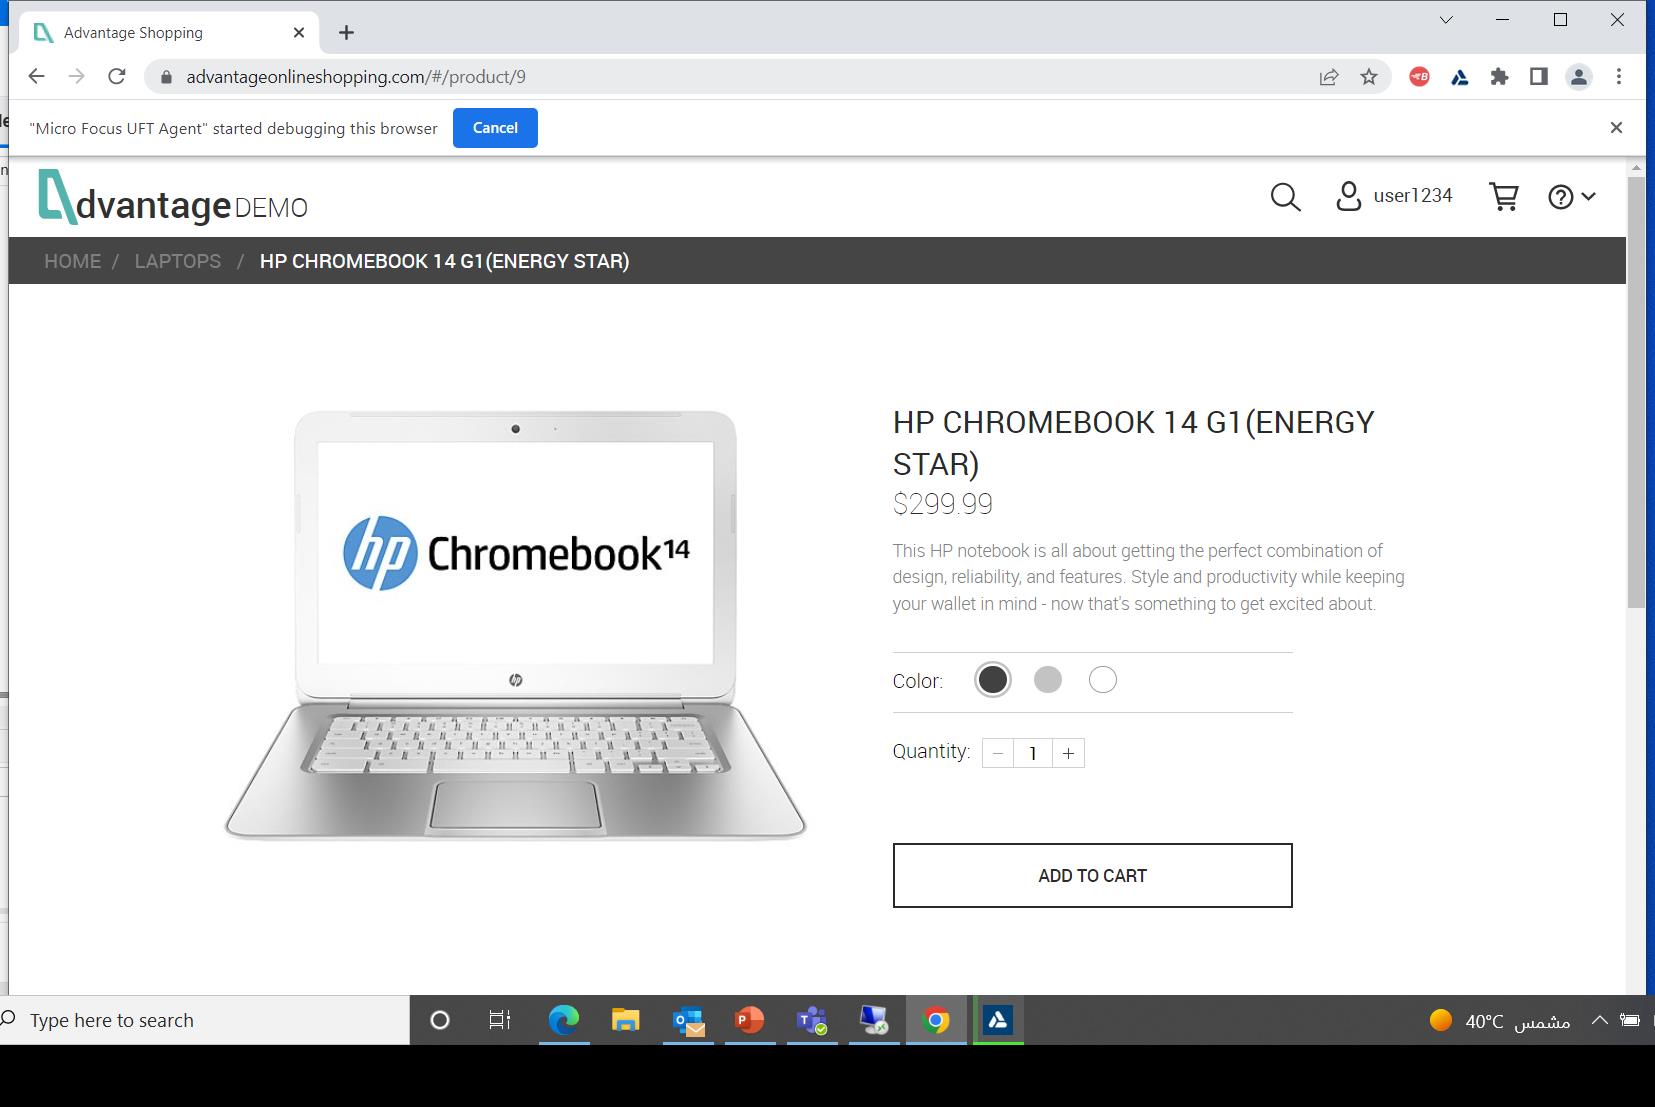 Advantage Shopping
advantageonlineshopping.com/#/product/9
"Micro Focus UFT Agent" started debugging this browser
Cancel
dvantage DEMO
user1234
HOME / LAPTOPS / HP CHROMEBOOK 14 G1(ENERGY STAR)
hp Chromebook 14
hp
HP CHROMEBOOK 14 G1(ENERGY
STAR)
$299.99
This HP notebook is all about getting the perfect combination of
design, reliability, and features. Style and productivity while keeping
your wallet in mind - now that's something to get excited about.
Color:
Quantity: − 1 +
ADD TO CART
Type here to search
40°C مشمس